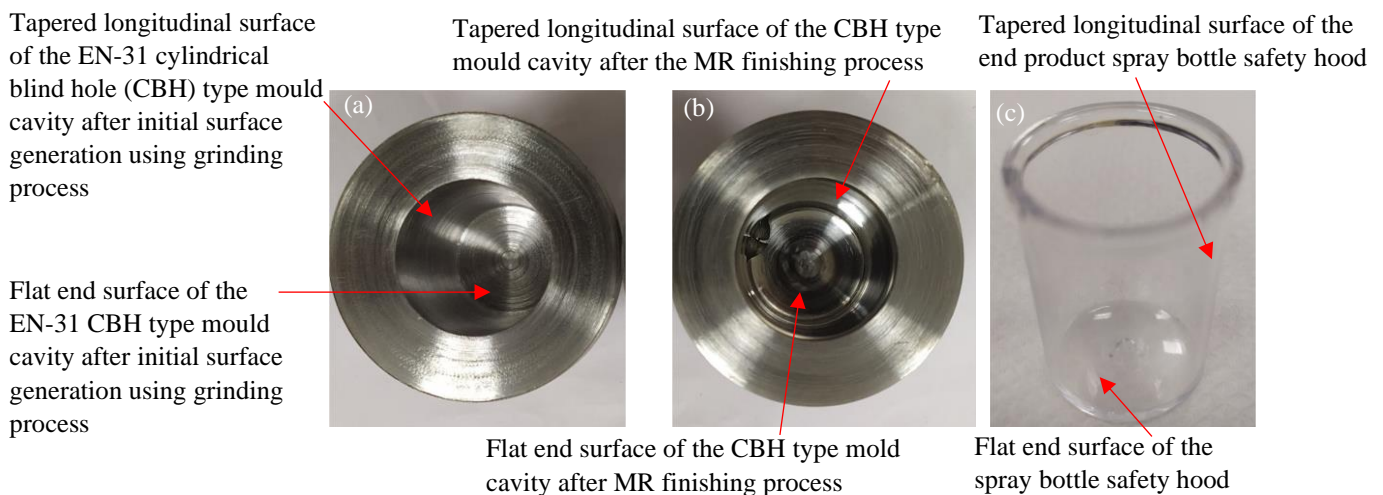 Tapered longitudinal surface
of the EN-31 cylindrical
blind hole (CBH) type mould
cavity after initial surface
generation using grinding
process
Flat end surface of the
EN-31 CBH type mould
cavity after initial surface
generation using grinding
process
(a)
Tapered longitudinal surface of the CBH type
mould cavity after the MR finishing process
(b)
Flat end surface of the CBH type mold
cavity after MR finishing process
Tapered longitudinal surface of the
end product spray bottle safety hood
(c)
Flat end surface of the
spray bottle safety hood